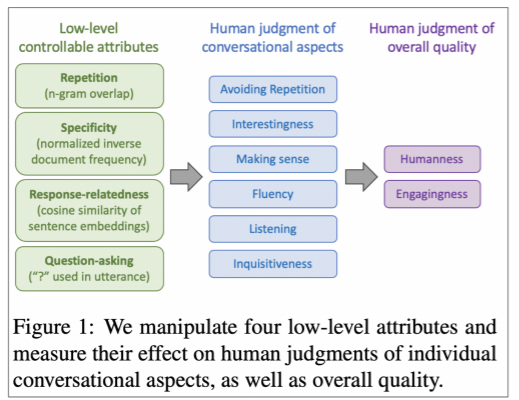 Low-level
controllable attributes
Repetition
(n-gram overlap)
Specificity
(normalized inverse
document frequency)
Response-relatedness
(cosine similarity of
sentence embeddings)
Question-asking
("?" used in utterance)
Human judgment of
conversational aspects
Avoiding Repetition
Interestingness
Making sense
Fluency
Listening
Inquisitiveness
Human judgment of
overall quality
Humanness
Engagingness
Figure 1: We manipulate four low-level attributes and
measure their effect on human judgments of individual
conversational aspects, as well as overall quality.